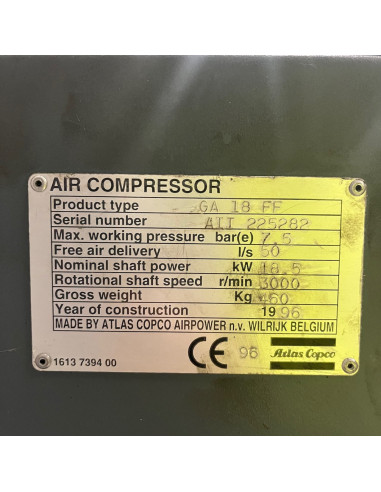 AIR COMPRESSOR
Product type GA 18 FF
Serial number AII 225282
Max. working pressure bar(e) 7,5
Free air delivery l/s 50
Nominal shaft power kW 18.5
Rotational shaft speed r/min 3000
Gross weight Kg 460
Year of construction 1996
MADE BY ATLAS COPCO AIRPOWER n.v. WILRIJK BELGIUM
1613 7394 00 CE 96 Atlas Copco